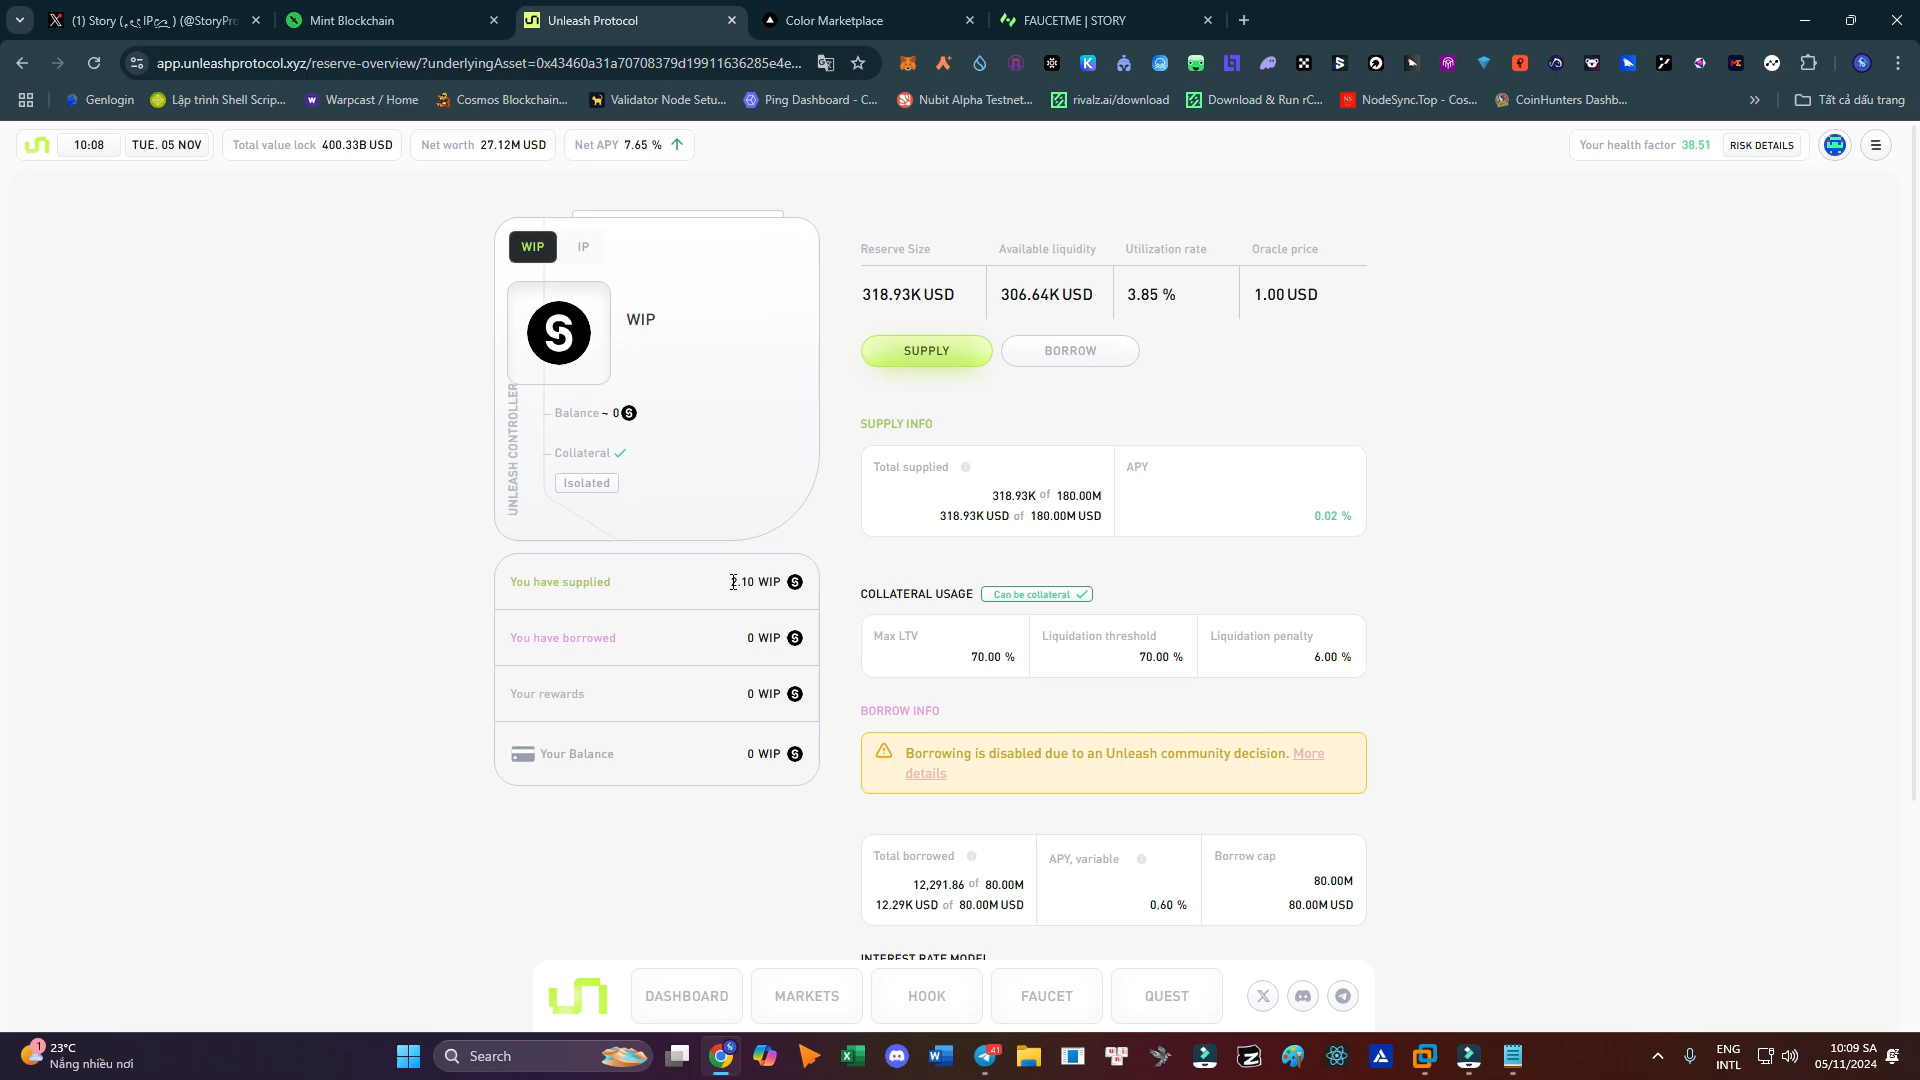 (1) Story ( IP ) (@StoryPro
Mint Blockchain
Unleash Protocol
Color Marketplace
FAUCETME | STORY
app.unleashprotocol.xyz/reserve-overview/?underlyingAsset=0x43460a31a70708379d19911636285e4e...
Genlogin
Lập trình Shell Scrip...
Warpcast / Home
Cosmos Blockchain...
Validator Node Setu...
Ping Dashboard - C...
Nubit Alpha Testnet...
rivalz.ai/download
Download & Run rC...
NodeSync.Top - Cos...
CoinHunters Dashb...
Tất cả dấu trang
10:08
TUE. 05 NOV
Total value lock 400.33B USD
Net worth 27.12M USD
Net APY 7.65 %
Your health factor 38.51
RISK DETAILS
WIP
IP
WIP
UNLEASH CONTROLLER
Balance ~ 0
Collateral
Isolated
You have supplied 2.10 WIP
You have borrowed 0 WIP
Your rewards 0 WIP
Your Balance 0 WIP
Reserve Size
Available liquidity
Utilization rate
Oracle price
318.93K USD
306.64K USD
3.85 %
1.00 USD
SUPPLY
BORROW
SUPPLY INFO
Total supplied
318.93K of 180.00M
318.93K USD of 180.00M USD
APY
0.02 %
COLLATERAL USAGE
Can be collateral
Max LTV
70.00 %
Liquidation threshold
70.00 %
Liquidation penalty
6.00 %
BORROW INFO
Borrowing is disabled due to an Unleash community decision. More
details
Total borrowed
12,291.86 of 80.00M
12.29K USD of 80.00M USD
APY, variable
0.60 %
Borrow cap
80.00M
80.00M USD
INTEREST RATE MODEL
DASHBOARD
MARKETS
HOOK
FAUCET
QUEST
1
23°C
Nắng nhiều nơi
Search
41
ENG
INTL
10:09 SA
05/11/2024